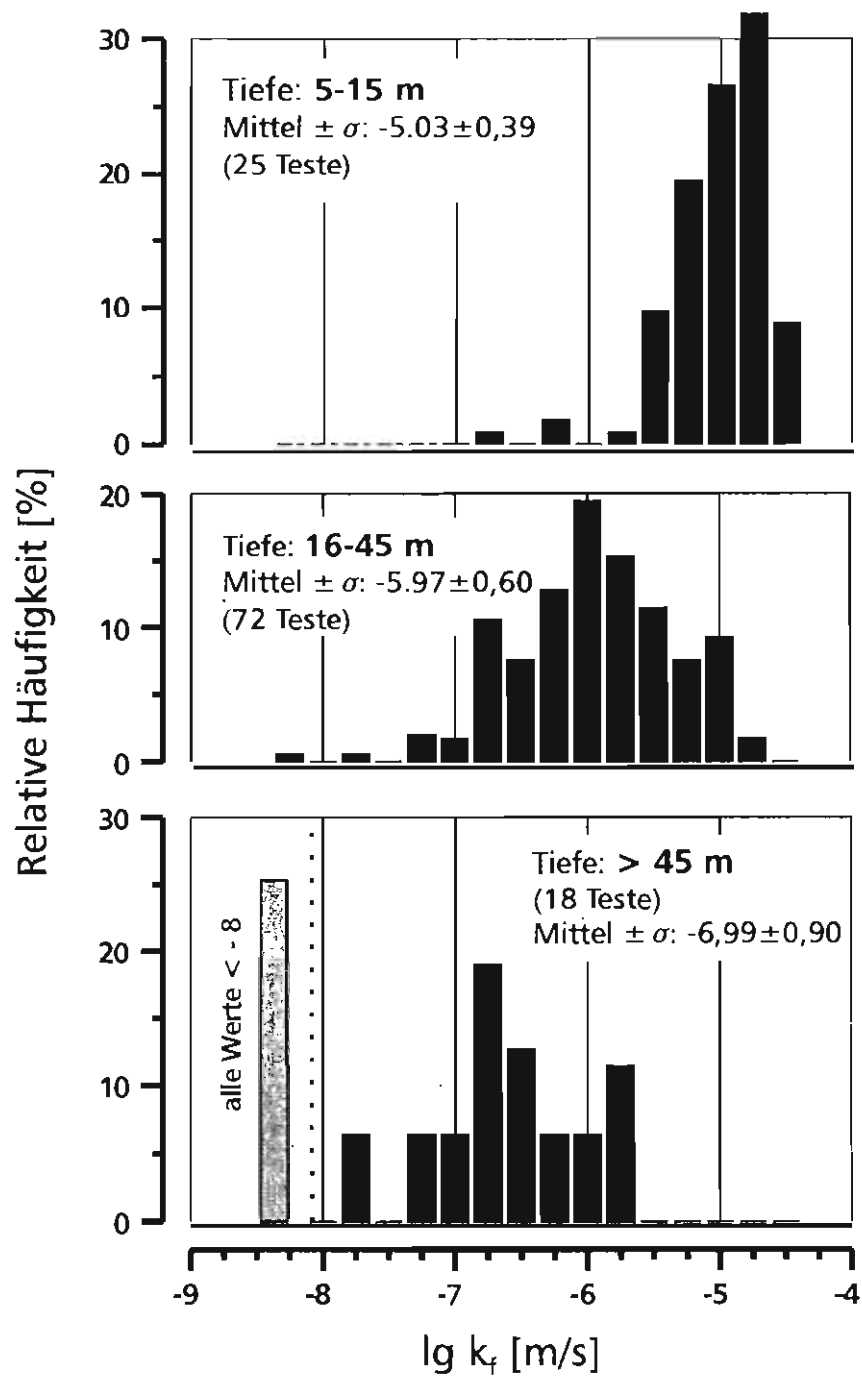 30
20
10
0
Tiefe: 5-15 m
Mittel ± σ: -5.03±0,39
(25 Teste)
Relative Häufigkeit [%]
20
10
0
Tiefe: 16-45 m
Mittel ± σ: -5.97±0,60
(72 Teste)
30
20
10
0
alle Werte < - 8
Tiefe: > 45 m
(18 Teste)
Mittel ± σ: -6,99±0,90
-9 -8 -7 -6 -5 -4
lg kf [m/s]